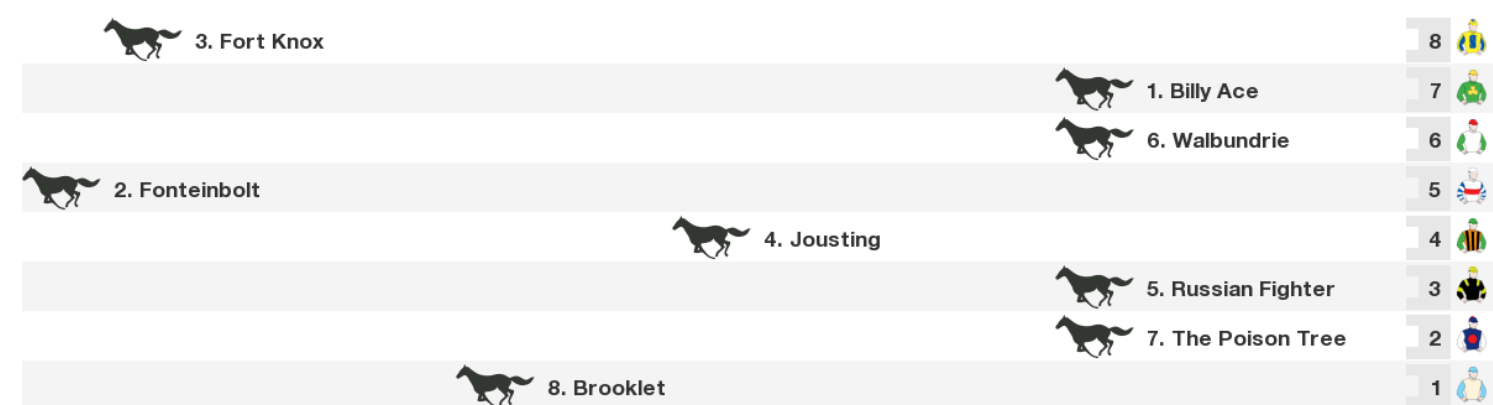 3. Fort Knox 8
1. Billy Ace 7
6. Walbundrie 6
2. Fonteinbolt 5
4. Jousting 4
5. Russian Fighter 3
7. The Poison Tree 2
8. Brooklet 1